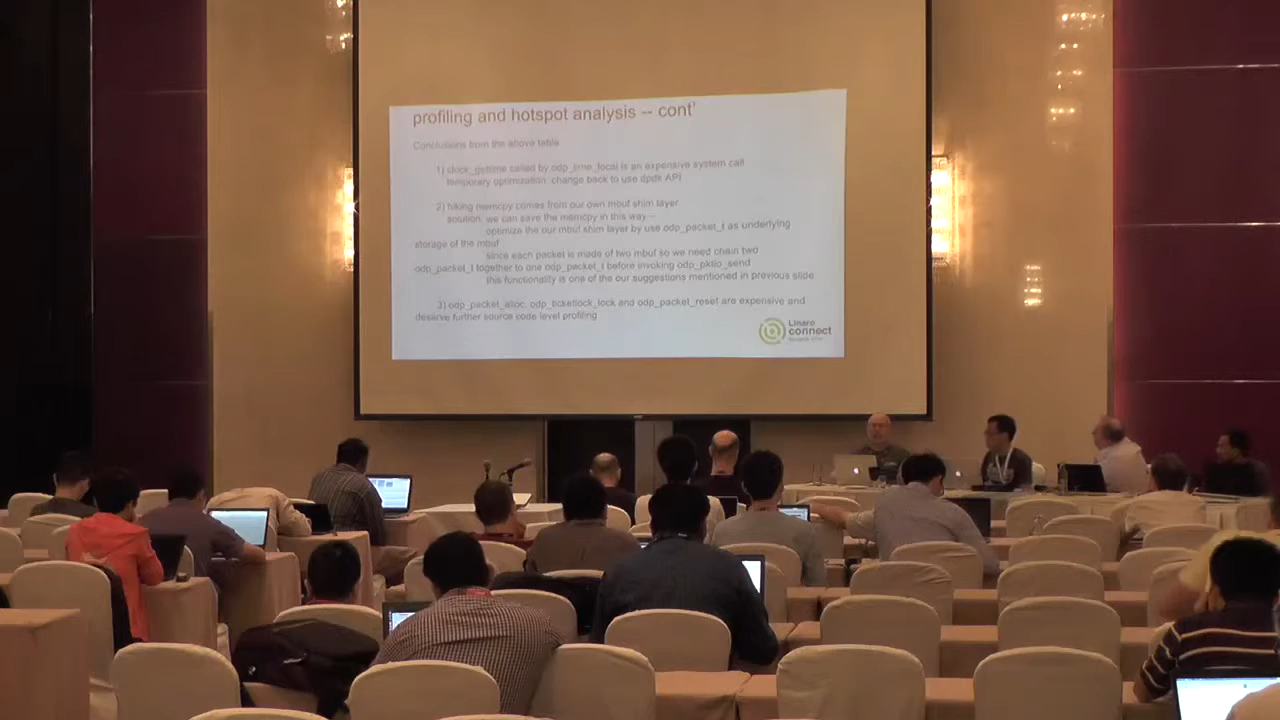 profiling and hotspot analysis -- cont'
Conclusions from the above table
1) clock_gettime called by odp_time_local is an expensive system call
temporary optimization: change back to use dpdk API
2) hiking memcpy comes from our own mbuf shim layer
solution: we can save the memcpy in this way --
optimize the our mbuf shim layer by use odp_packet_t as underlying
storage of the mbuf
since each packet is made of two mbuf so we need chain two
odp_packet_t together to one odp_packet_t before invoking odp_pktio_send
this functionality is one of the our suggestions mentioned in previous slide
3) odp_packet_alloc, odp_ticketlock_lock and odp_packet_reset are expensive and
deserve further source code level profiling
Linaro
connect